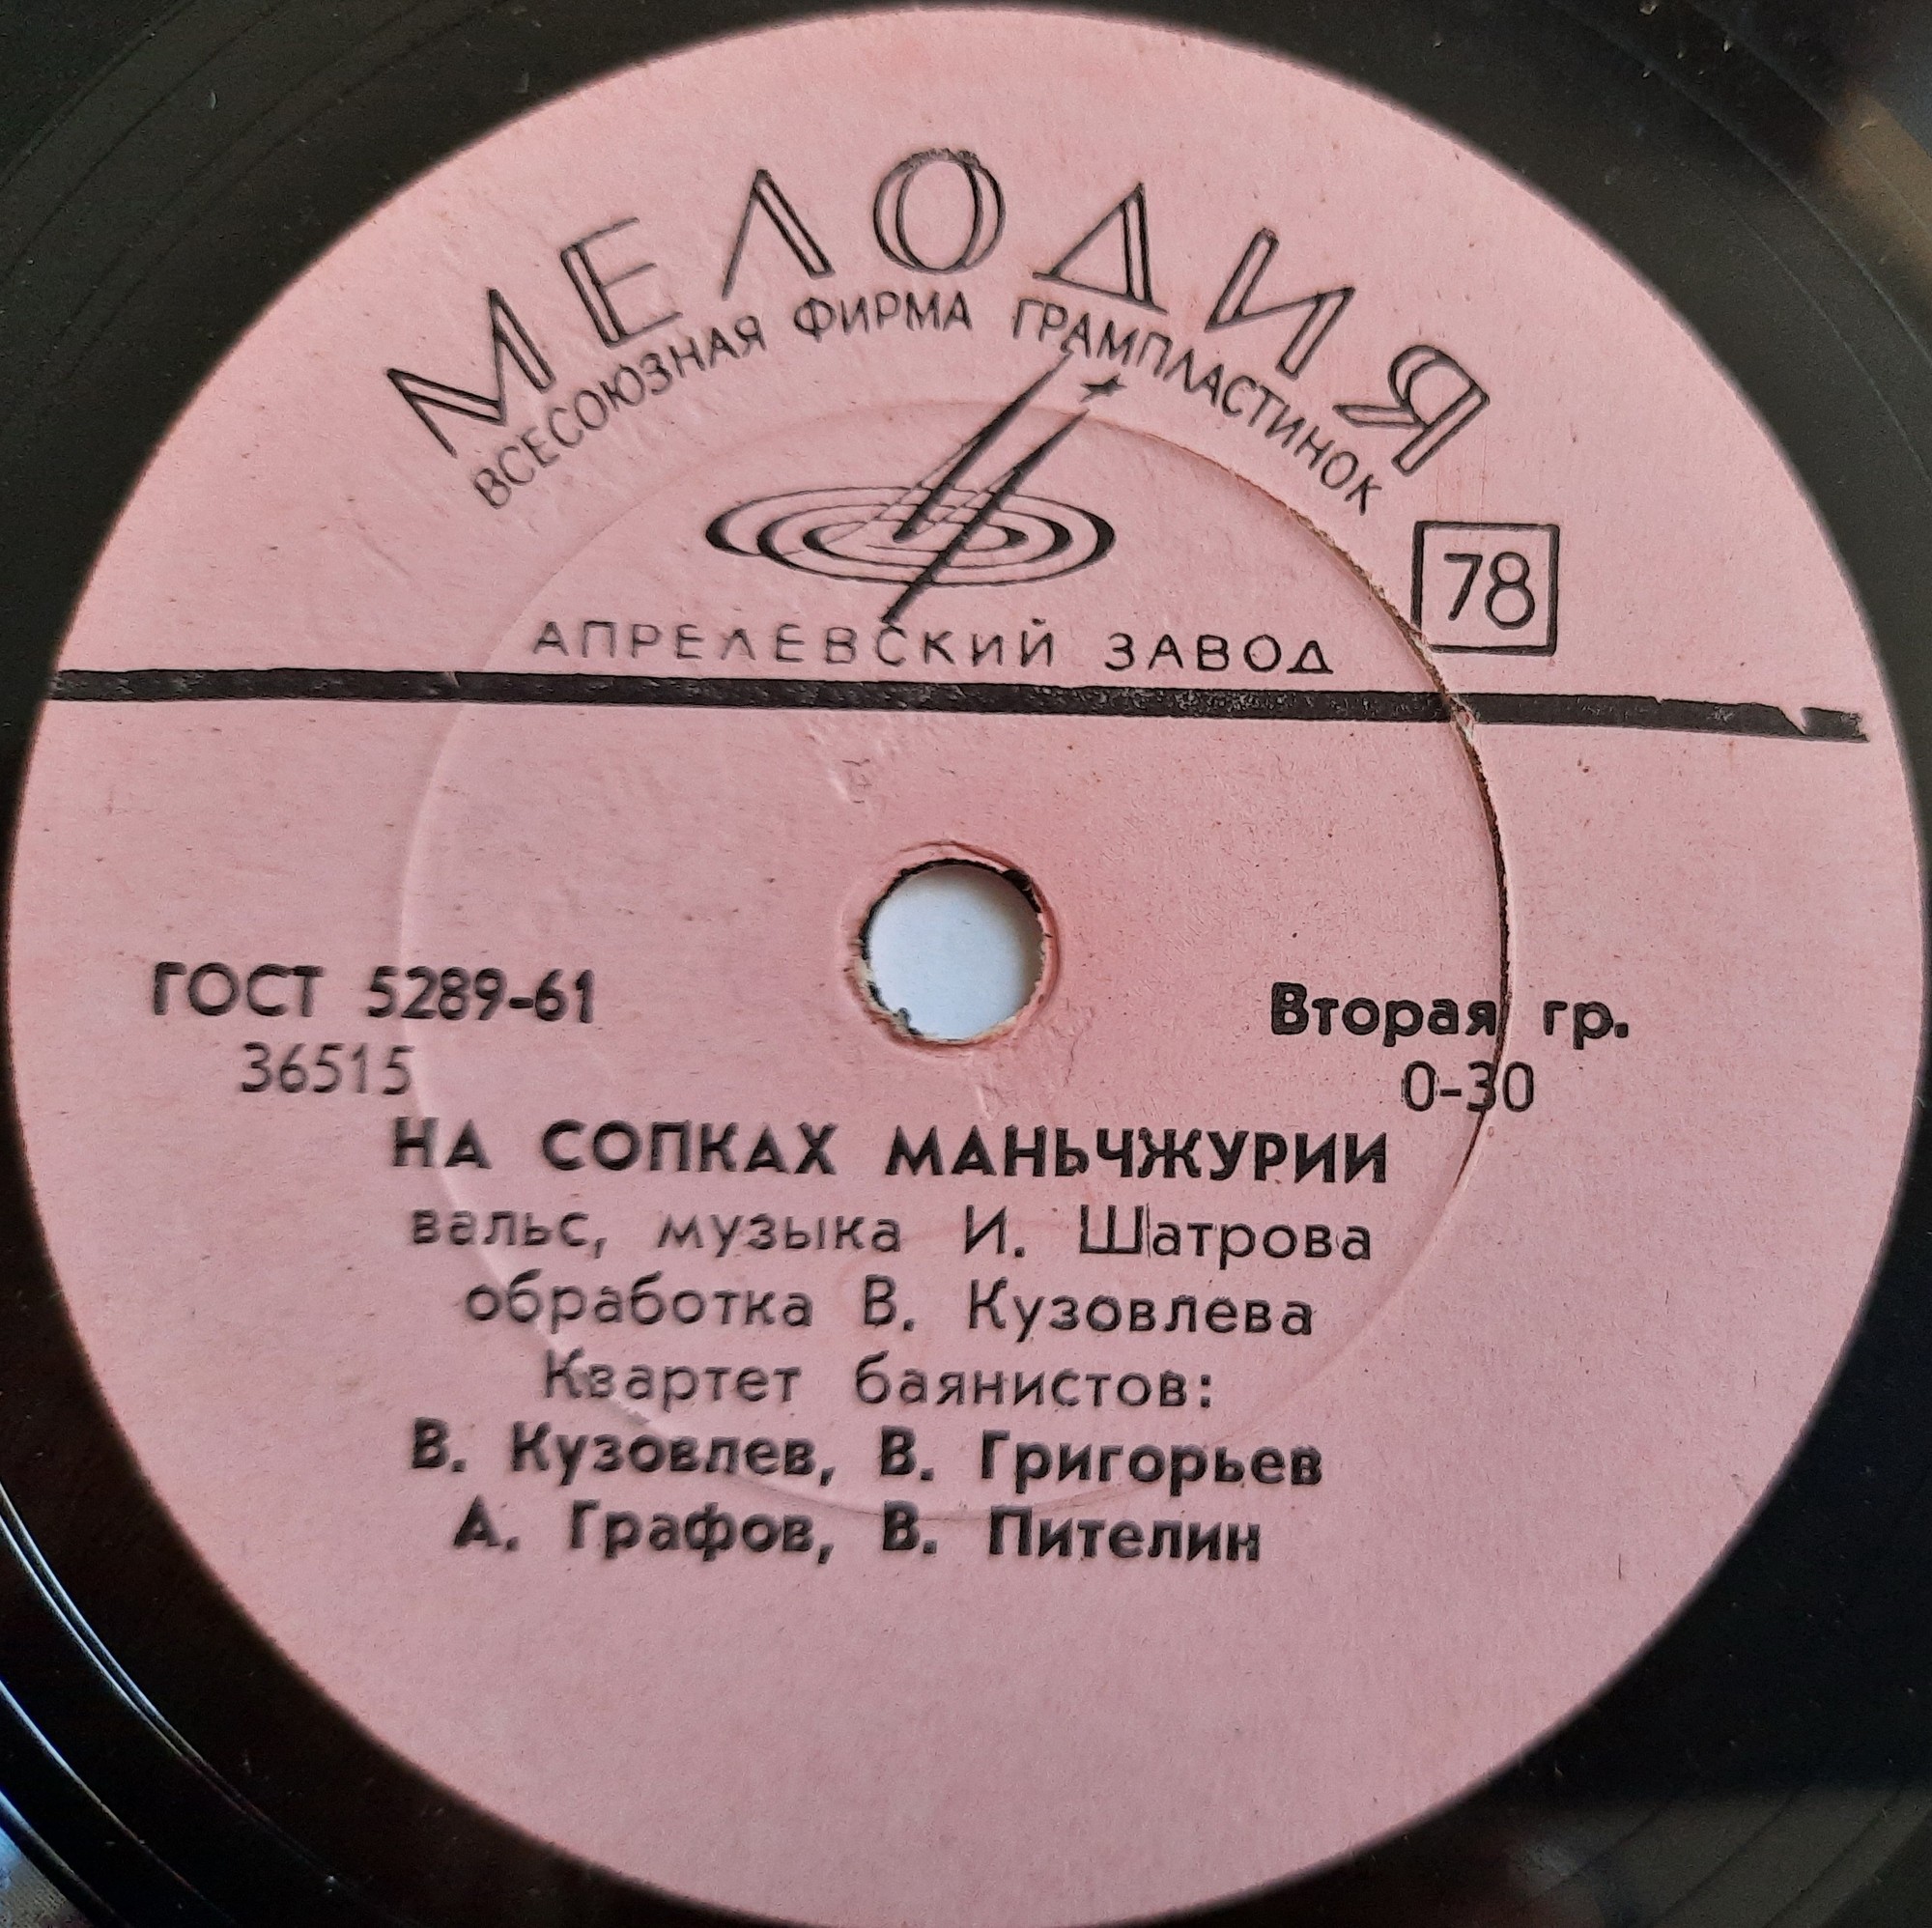 МЕЛОДИЯ
ВСЕСОЮЗНАЯ ФИРМА ГРАМПЛАСТИНОК
78
АПРЕЛЕВСКИЙ ЗАВОД
ГОСТ 5289-61
Вторая гр.
36515
0-30
НА СОПКАХ МАНЬЧЖУРИИ
вальс, музыка И. Шатрова
обработка В. Кузовлева
Квартет баянистов:
В. Кузовлев, В. Григорьев
А. Графов, В. Пителин